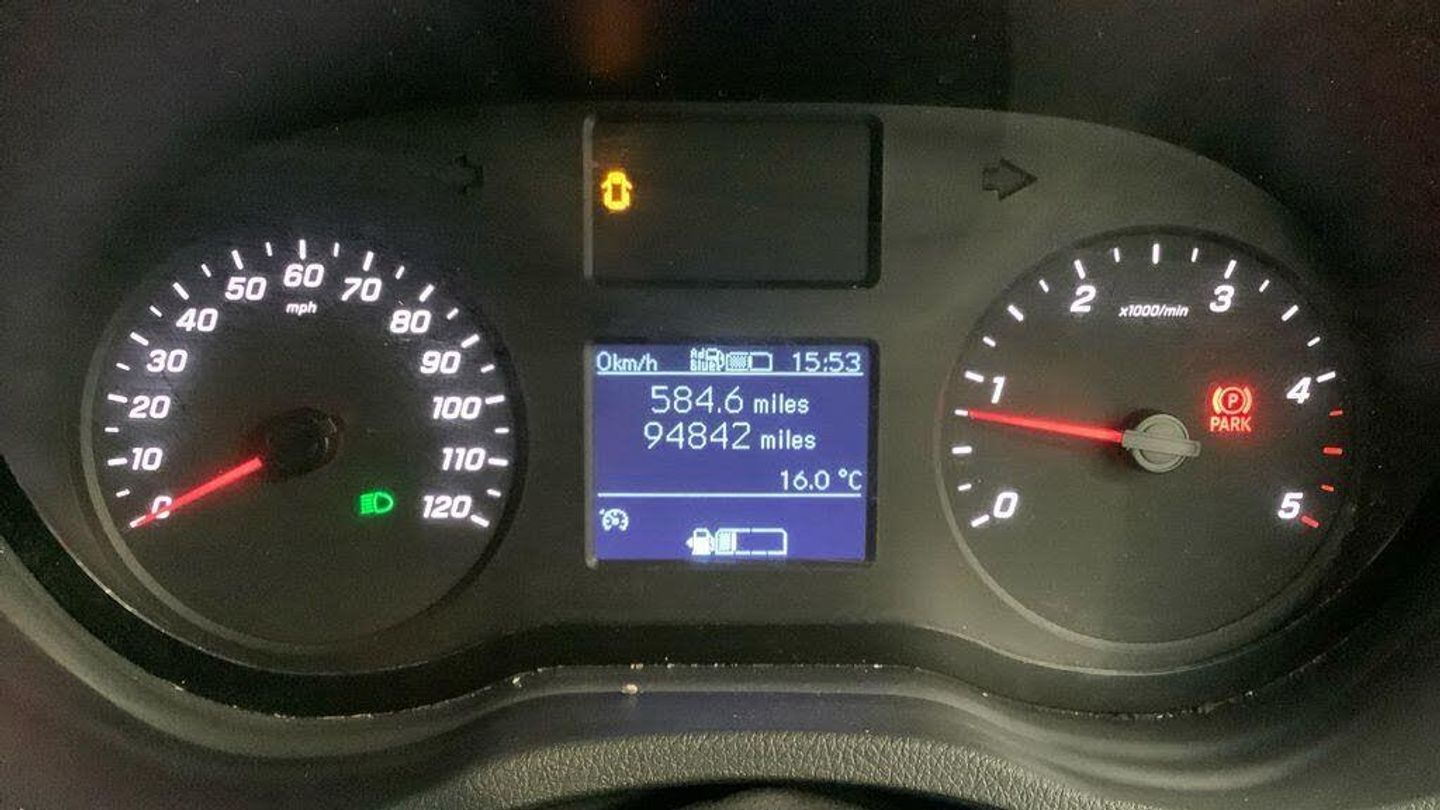 0 10 20 30 40 50 60 70 80 90 100 110 120
mph
0km/h AdBlue 15:53
584.6 miles
94842 miles
16.0 °C
0 1 2 3 4 5
x1000/min
P
PARK